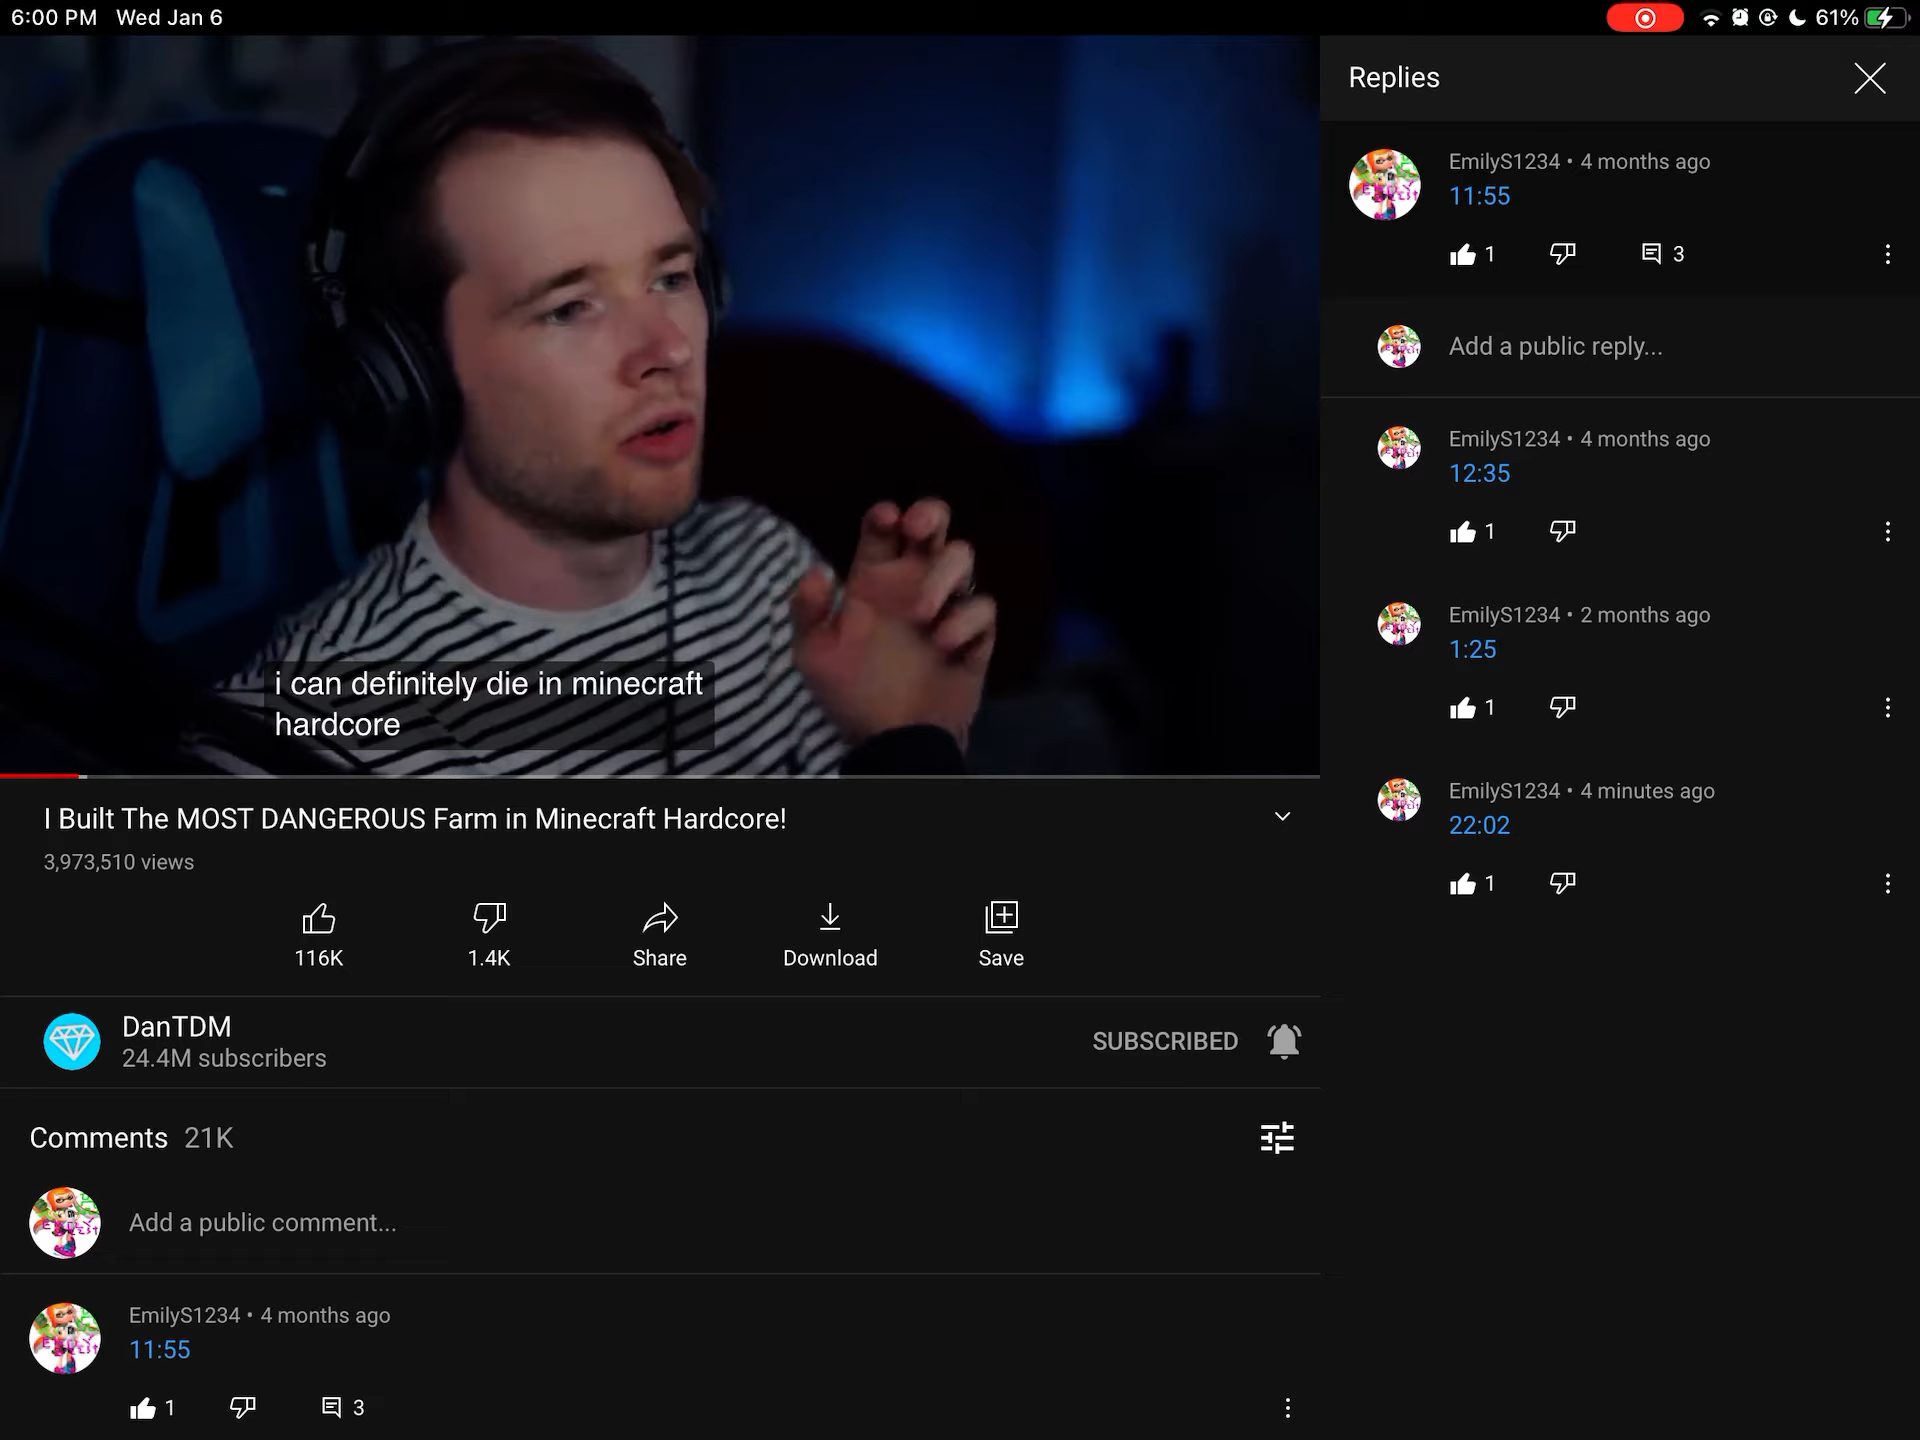 6:00 PM Wed Jan 6
61%
i can definitely die in minecraft
hardcore
I Built The MOST DANGEROUS Farm in Minecraft Hardcore!
3,973,510 views
116K
1.4K
Share
Download
Save
DanTDM
24.4M subscribers
SUBSCRIBED
Comments 21K
Add a public comment...
EmilyS1234 • 4 months ago
11:55
1
3
Replies
EmilyS1234 • 4 months ago
11:55
1
3
Add a public reply...
EmilyS1234 • 4 months ago
12:35
1
EmilyS1234 • 2 months ago
1:25
1
EmilyS1234 • 4 minutes ago
22:02
1